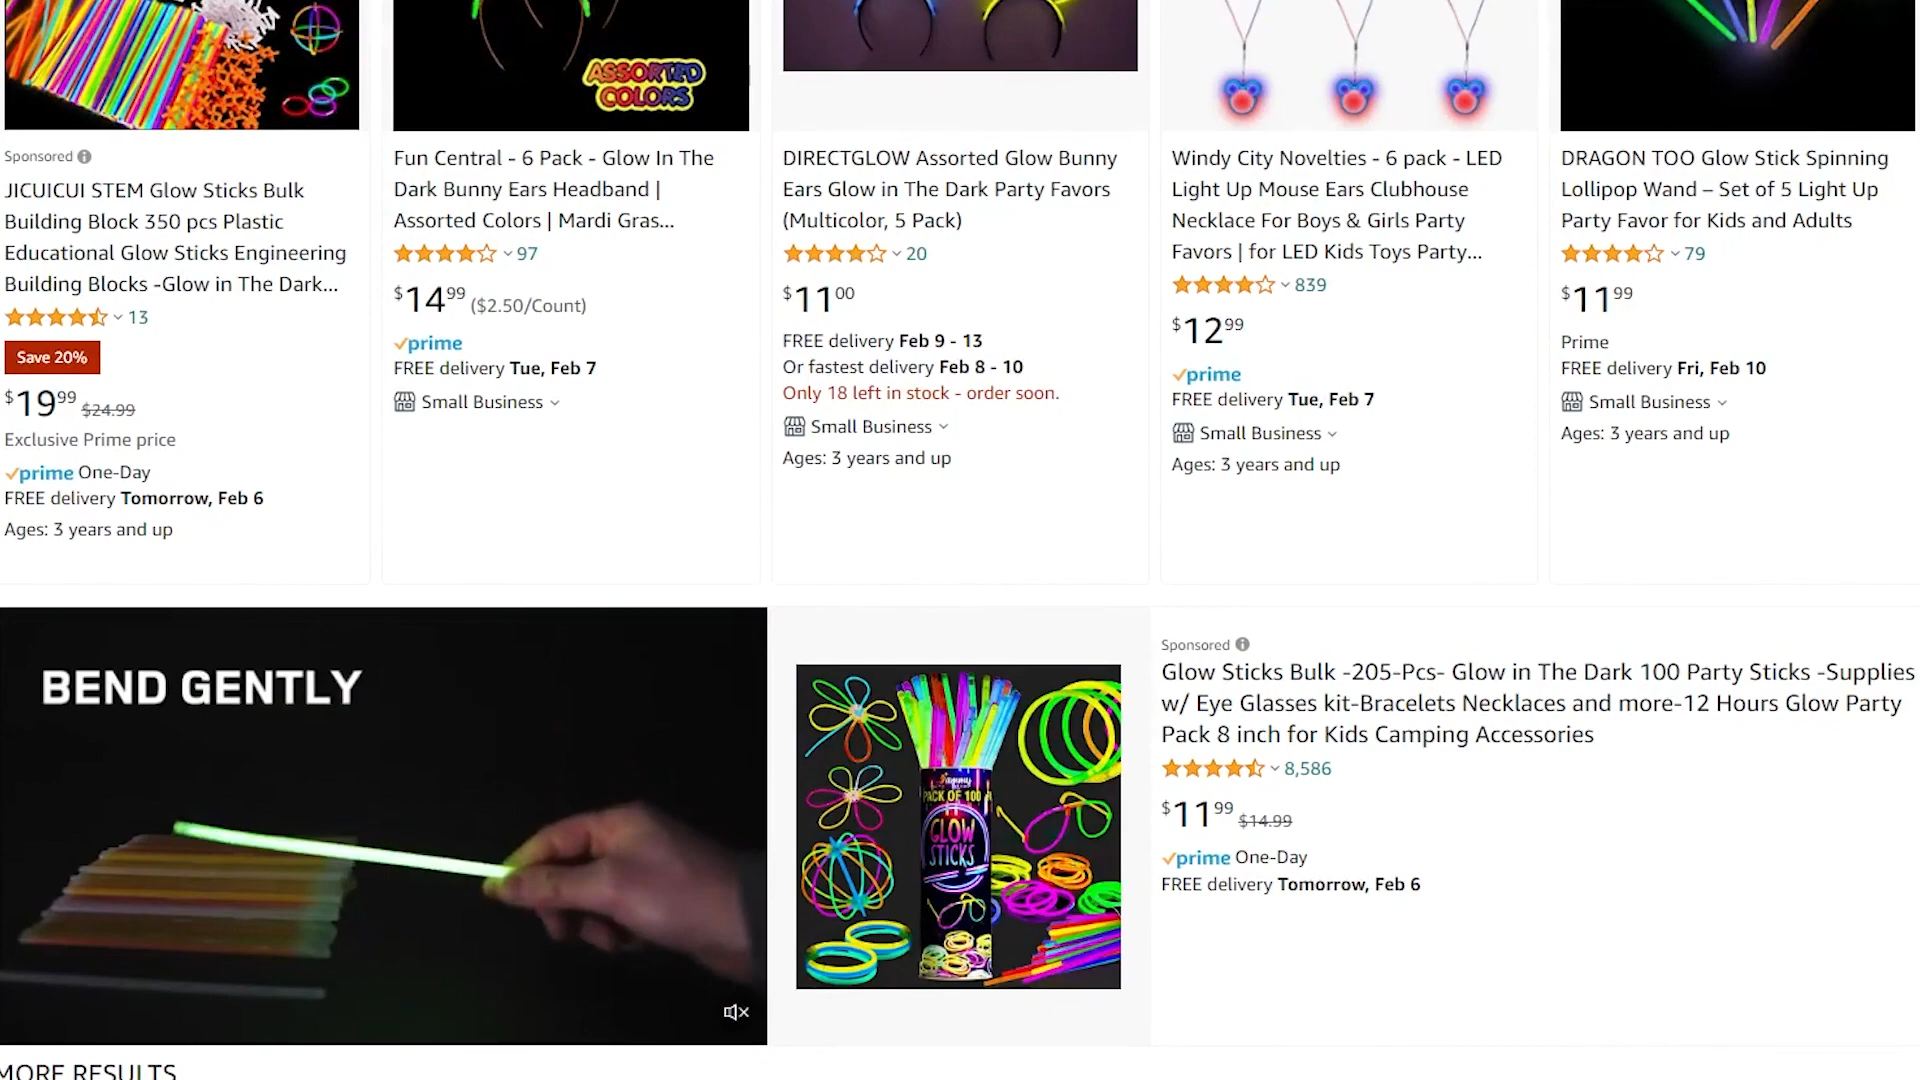 ASSORTED
COLORS
Sponsored
JICUICUI STEM Glow Sticks Bulk
Building Block 350 pcs Plastic
Educational Glow Sticks Engineering
Building Blocks -Glow in The Dark...
13
Save 20%
$19.99 $24.99
Exclusive Prime price
prime One-Day
FREE delivery Tomorrow, Feb 6
Ages: 3 years and up
Fun Central - 6 Pack - Glow In The
Dark Bunny Ears Headband |
Assorted Colors | Mardi Gras...
97
$14.99 ($2.50/Count)
prime
FREE delivery Tue, Feb 7
Small Business
DIRECTGLOW Assorted Glow Bunny
Ears Glow in The Dark Party Favors
(Multicolor, 5 Pack)
20
$11.00
FREE delivery Feb 9 - 13
Or fastest delivery Feb 8 - 10
Only 18 left in stock - order soon.
Small Business
Ages: 3 years and up
Windy City Novelties - 6 pack - LED
Light Up Mouse Ears Clubhouse
Necklace For Boys & Girls Party
Favors | for LED Kids Toys Party...
839
$12.99
prime
FREE delivery Tue, Feb 7
Small Business
Ages: 3 years and up
DRAGON TOO Glow Stick Spinning
Lollipop Wand – Set of 5 Light Up
Party Favor for Kids and Adults
79
$11.99
Prime
FREE delivery Fri, Feb 10
Small Business
Ages: 3 years and up
BEND GENTLY
PACK OF 100
GLOW
STICKS
Sponsored
Glow Sticks Bulk -205-Pcs- Glow in The Dark 100 Party Sticks -Supplies
w/ Eye Glasses kit-Bracelets Necklaces and more-12 Hours Glow Party
Pack 8 inch for Kids Camping Accessories
8,586
$11.99 $14.99
prime One-Day
FREE delivery Tomorrow, Feb 6
MORE RESULTS